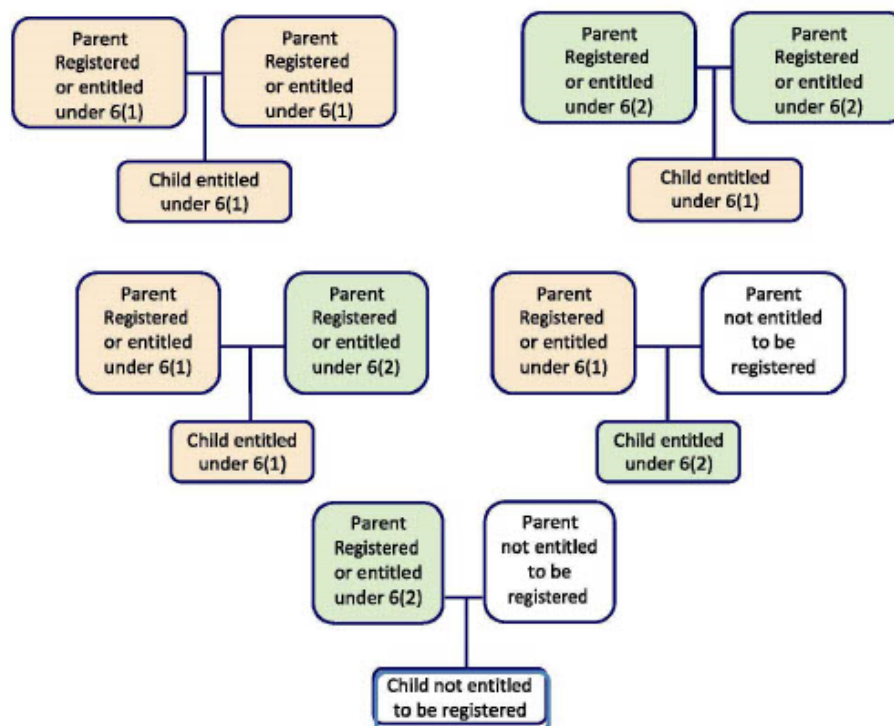 Parent
Registered
or entitled
under 6(1)
Parent
Registered
or entitled
under 6(1)
Child entitled
under 6(1)
Parent
Registered
or entitled
under 6(2)
Parent
Registered
or entitled
under 6(2)
Child entitled
under 6(1)
Parent
Registered
or entitled
under 6(1)
Parent
Registered
or entitled
under 6(2)
Child entitled
under 6(1)
Parent
Registered
or entitled
under 6(1)
Parent
not entitled
to be
registered
Child entitled
under 6(2)
Parent
Registered
or entitled
under 6(2)
Parent
not entitled
to be
registered
Child not entitled
to be registered